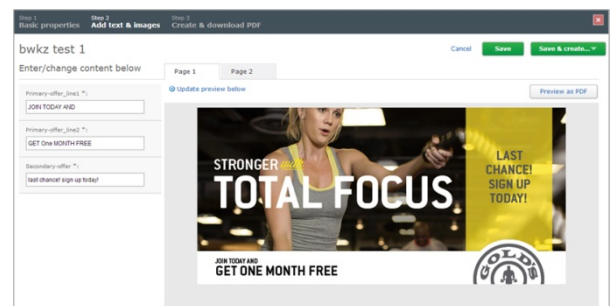 Step 1
Basic properties
Step 2
Add text & images
Step 3
Create & download PDF
bwkz test 1
Cancel
Save
Save & create...
Enter/change content below
Page 1
Page 2
Update preview below
Preview as PDF
Primary-offer_line1 *:
JOIN TODAY AND
Primary-offer_line2 *:
GET One MONTH FREE
Secondary-offer *:
last chance! sign up today!
STRONGER with
TOTAL FOCUS
LAST
CHANCE!
SIGN UP
TODAY!
JOIN TODAY AND
GET ONE MONTH FREE
GOLD'S